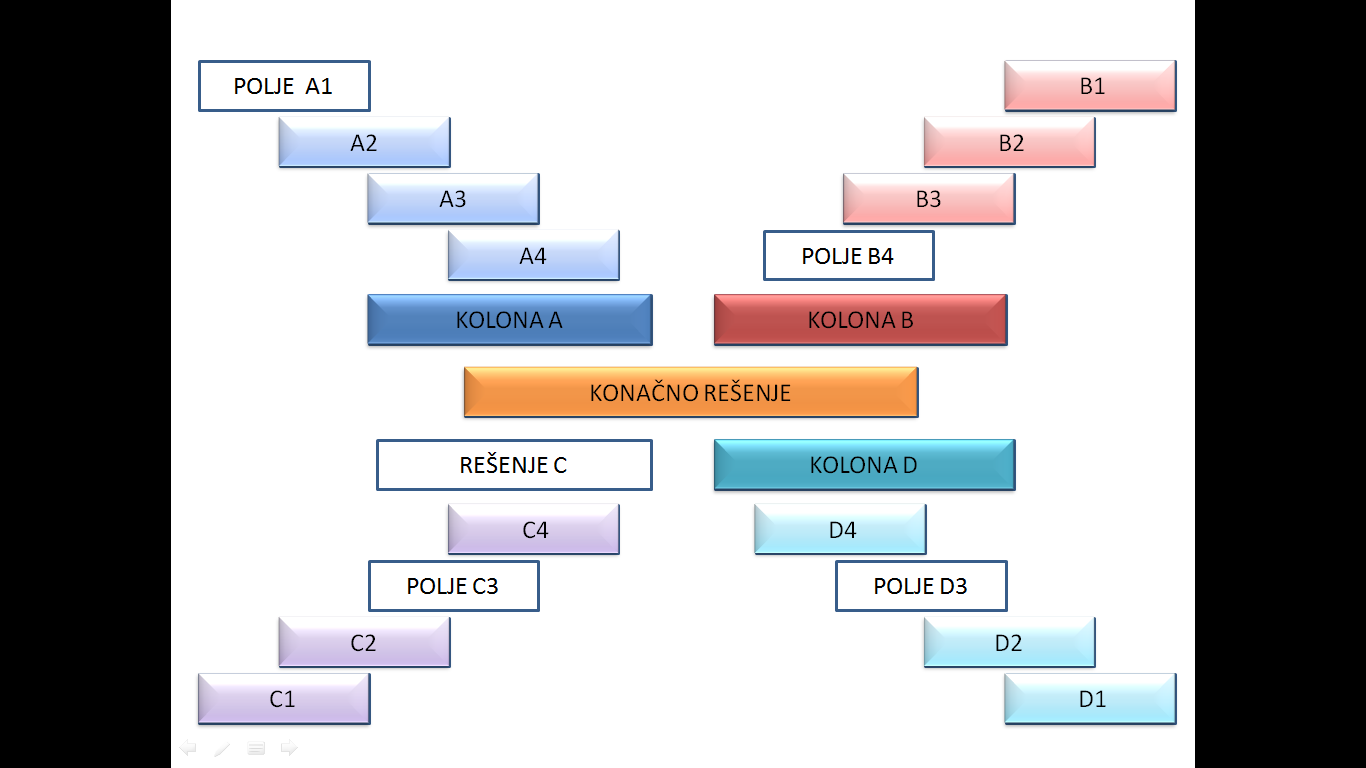 POLJE A1
B1
A2
B2
A3
B3
A4
POLJE B4
KOLONA A
KOLONA B
KONAČNO REŠENJE
REŠENJE C
KOLONA D
C4
D4
POLJE C3
POLJE D3
C2
D2
C1
D1